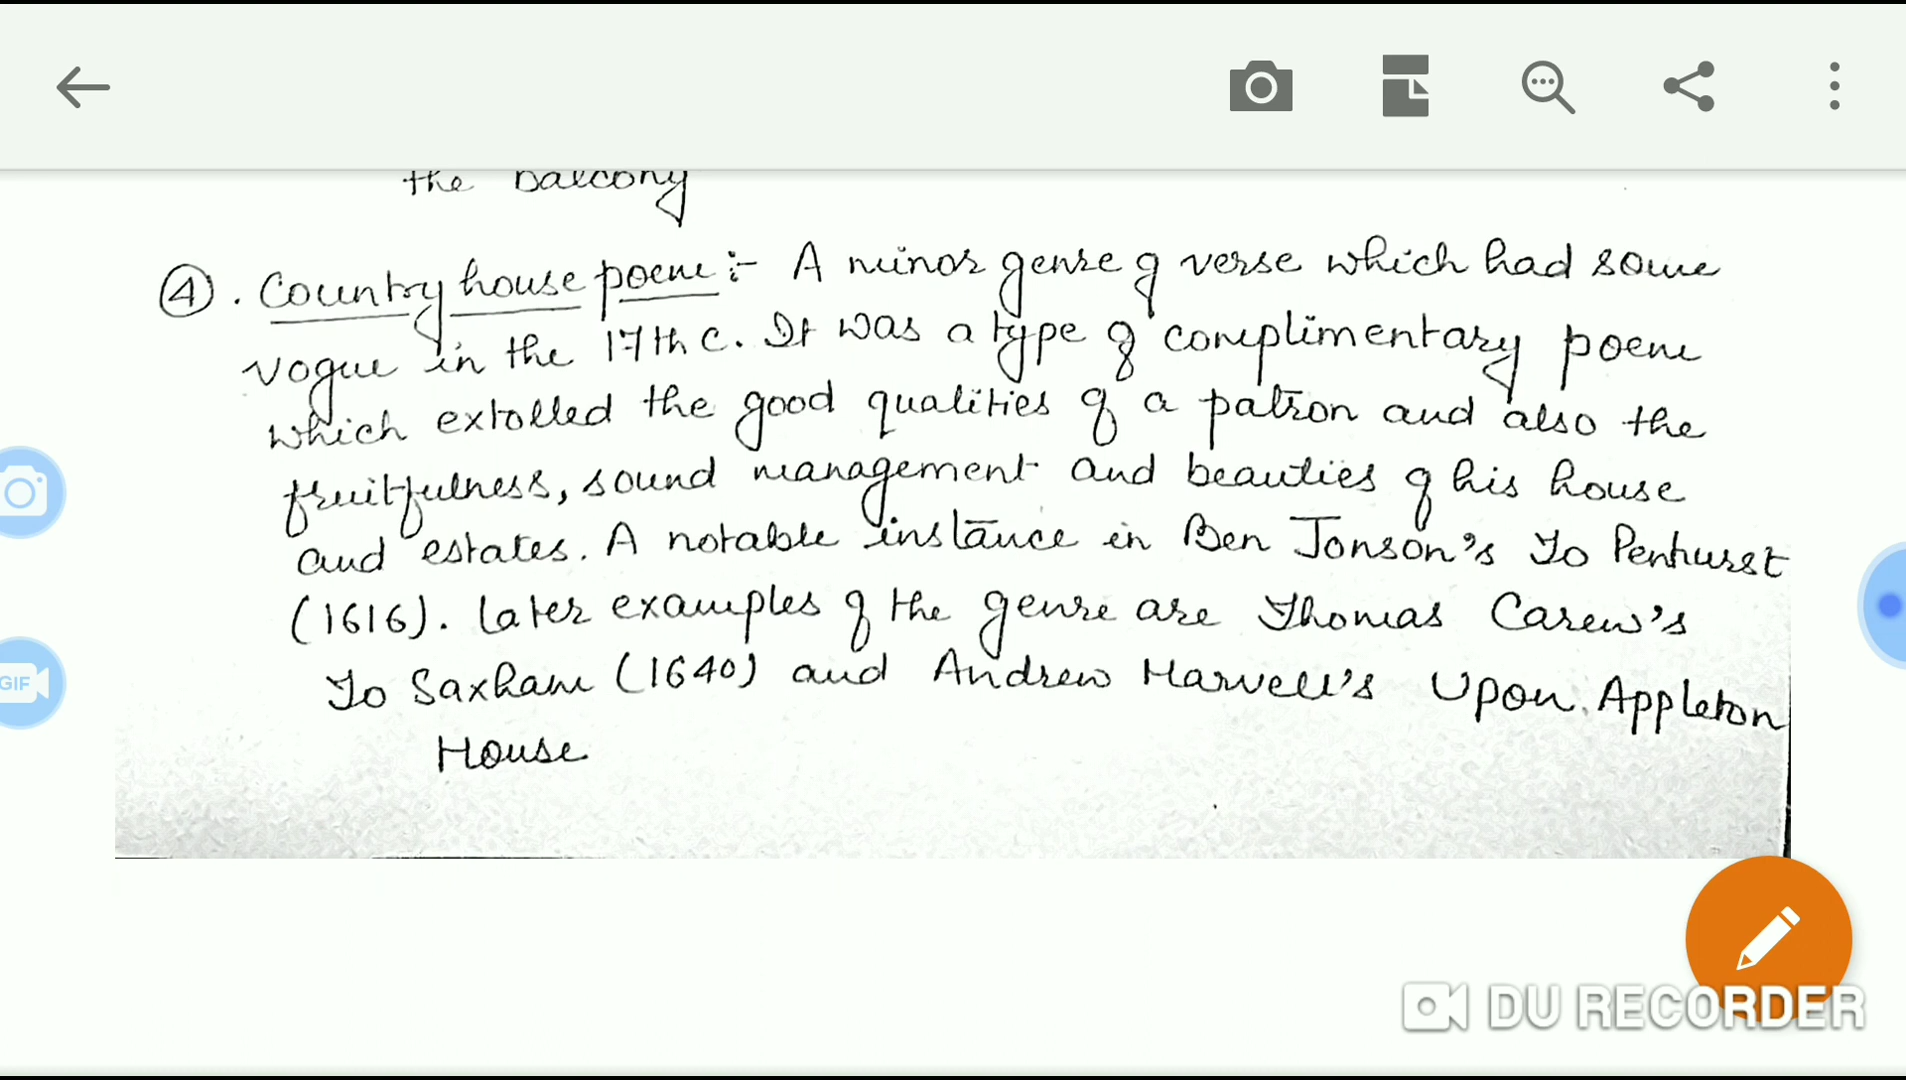 the balcony
④. Country house poem :- A minor genre of verse which had some
vogue in the 17th C. It was a type of complimentary poem
which extolled the good qualities of a patron and also the
fruitfulness, sound management and beauties of his house
and estates. A notable instance in Ben Jonson's To Penhurst
(1616). Later examples of the genre are Thomas Carew's
To Saxham (1640) and Andrew Marvell's Upon Appleton
House
GIF
DU RECORDER